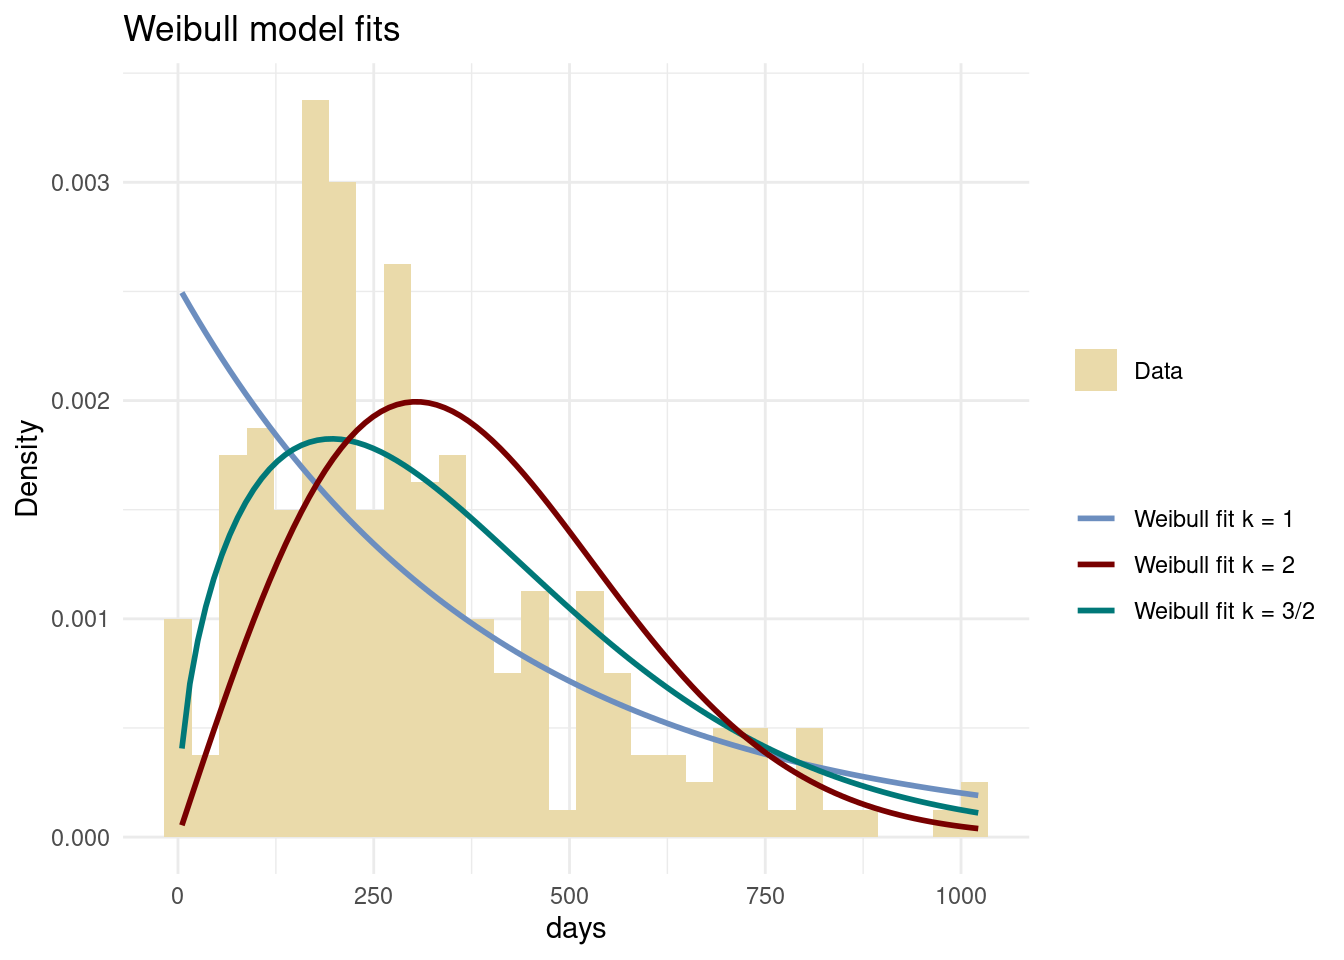 Weibull model fits
Density
0.003
0.002
0.001
0.000
0
250
500
750
1000
days
Data
Weibull fit k = 1
Weibull fit k = 2
Weibull fit k = 3/2